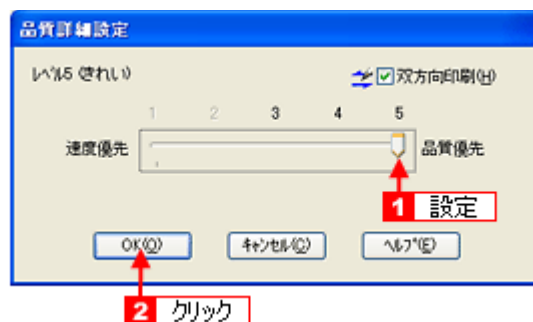 品質詳細設定
ﾚﾍﾞﾙ5 (きれい)
双方向印刷(H)
1 2 3 4 5
速度優先 品質優先
1 設定
OK(O) ｷｬﾝｾﾙ(C) ﾍﾙﾌﾟ(E)
2 クリック